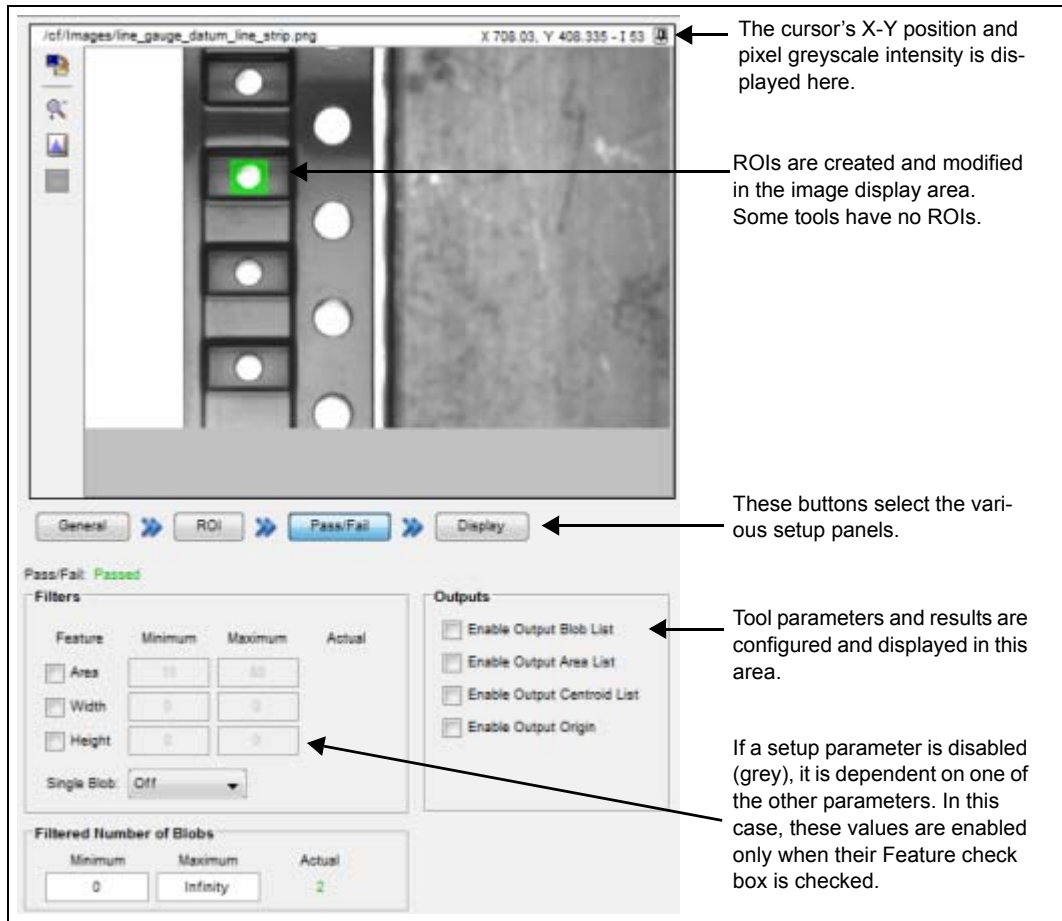 /cf/Images/line_gauge_datum_line_strip.png
X 708.03, Y 408.335 - I 53
The cursor's X-Y position and
pixel greyscale intensity is dis-
played here.
ROIs are created and modified
in the image display area.
Some tools have no ROIs.
General
ROI
Pass/Fail
Display
These buttons select the vari-
ous setup panels.
Pass/Fail: Passed
Filters
Feature Minimum Maximum Actual
Area
Width 0 0
Height 0 0
Single Blob: Off
Outputs
Enable Output Blob List
Enable Output Area List
Enable Output Centroid List
Enable Output Origin
Tool parameters and results are
configured and displayed in this
area.
If a setup parameter is disabled
(grey), it is dependent on one of
the other parameters. In this
case, these values are enabled
only when their Feature check
box is checked.
Filtered Number of Blobs
Minimum Maximum Actual
0 Infinity 2